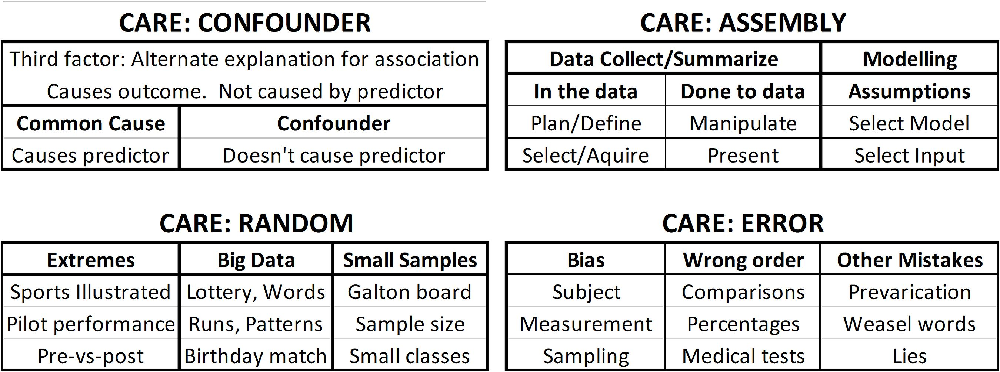 CARE: CONFOUNDER
Third factor: Alternate explanation for association
Causes outcome.  Not caused by predictor
Common Cause Confounder
Causes predictor Doesn't cause predictor
CARE: ASSEMBLY
Data Collect/Summarize Modelling
In the data Done to data Assumptions
Plan/Define Manipulate Select Model
Select/Aquire Present Select Input
CARE: RANDOM
Extremes Big Data Small Samples
Sports Illustrated Lottery, Words Galton board
Pilot performance Runs, Patterns Sample size
Pre-vs-post Birthday match Small classes
CARE: ERROR
Bias Wrong order Other Mistakes
Subject Comparisons Prevarication
Measurement Percentages Weasel words
Sampling Medical tests Lies